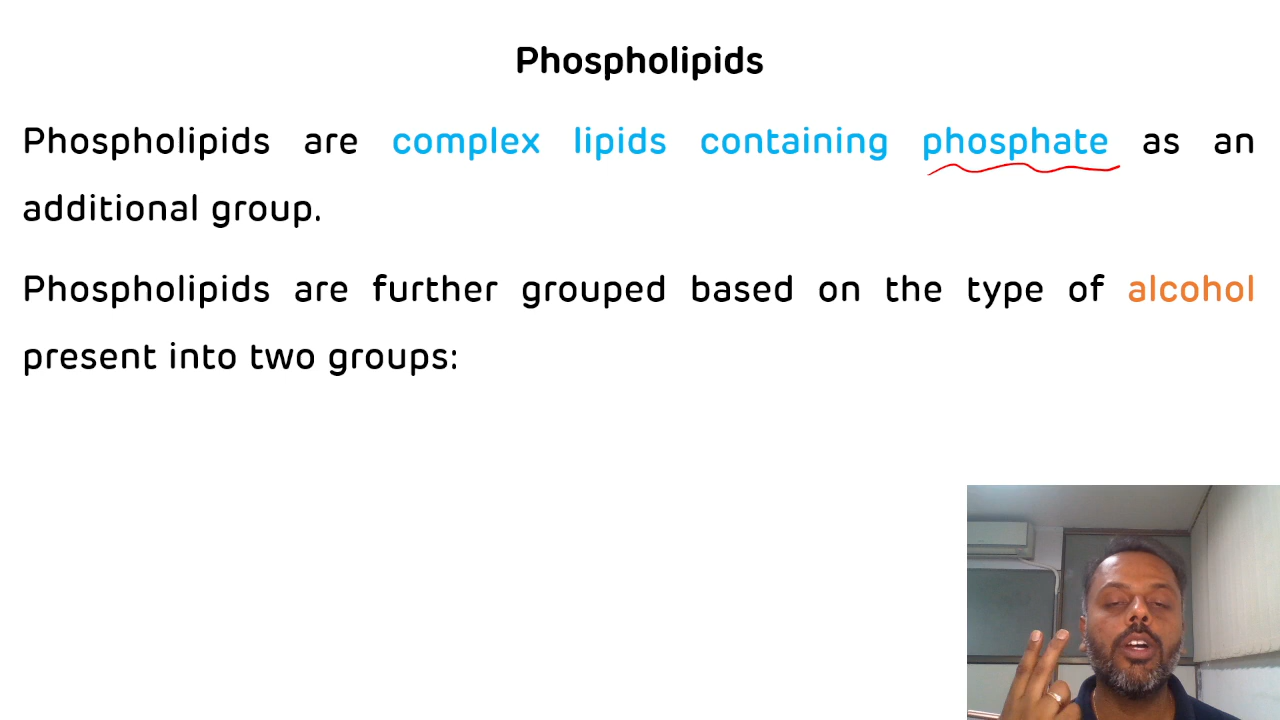 Phospholipids
Phospholipids are complex lipids containing phosphate as an
additional group.
Phospholipids are further grouped based on the type of alcohol
present into two groups: